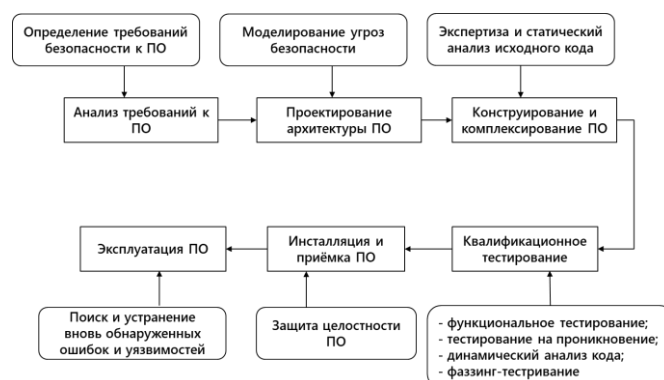 Определение требований
безопасности к ПО
Моделирование угроз
безопасности
Экспертиза и статический
анализ исходного кода
Анализ требований к
ПО
Проектирование
архитектуры ПО
Конструирование и
комплексирование ПО
Эксплуатация ПО
Инсталляция и
приёмка ПО
Квалификационное
тестирование
Поиск и устранение
вновь обнаруженных
ошибок и уязвимостей
Защита целостности
ПО
- функциональное тестирование;
- тестирование на проникновение;
- динамический анализ кода;
- фаззинг-тестривание